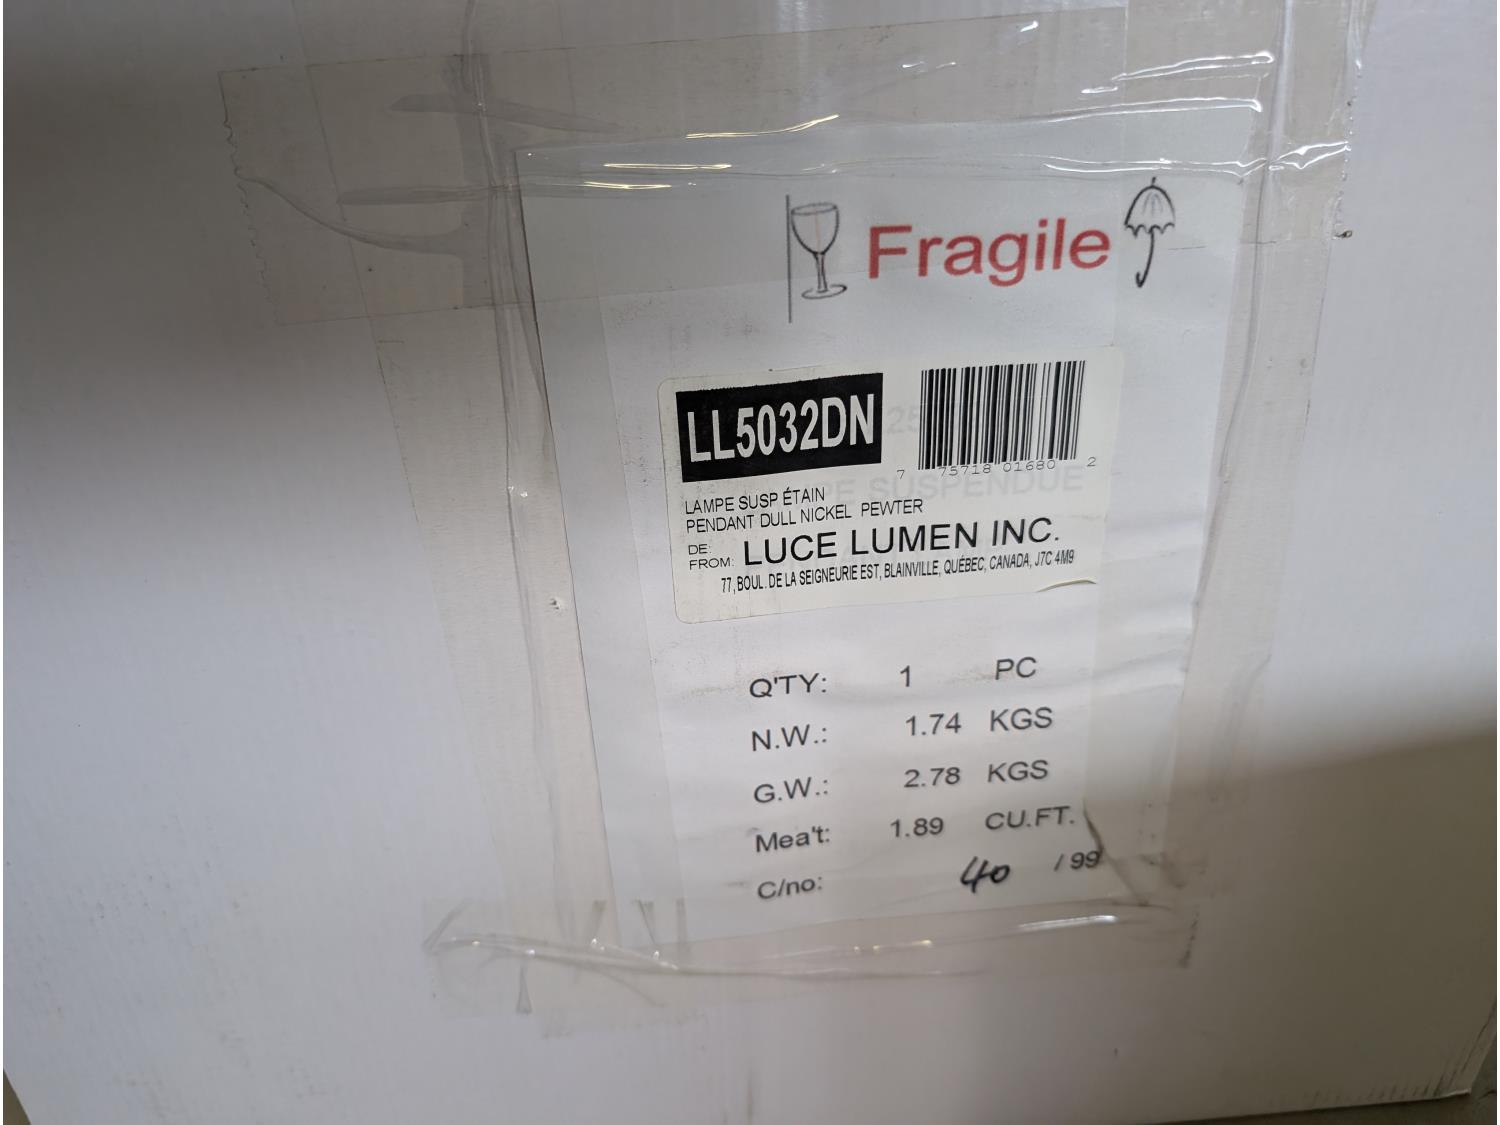 Fragile
LL5032DN
7 75718 01680 2
LAMPE SUSP ÉTAIN
PENDANT DULL NICKEL PEWTER
DE:
FROM: LUCE LUMEN INC.
77, BOUL. DE LA SEIGNEURIE EST, BLAINVILLE, QUÉBEC, CANADA, J7C 4M9
Q'TY: 1 PC
N.W.: 1.74 KGS
G.W.: 2.78 KGS
Mea't: 1.89 CU.FT.
C/no: 40 / 99